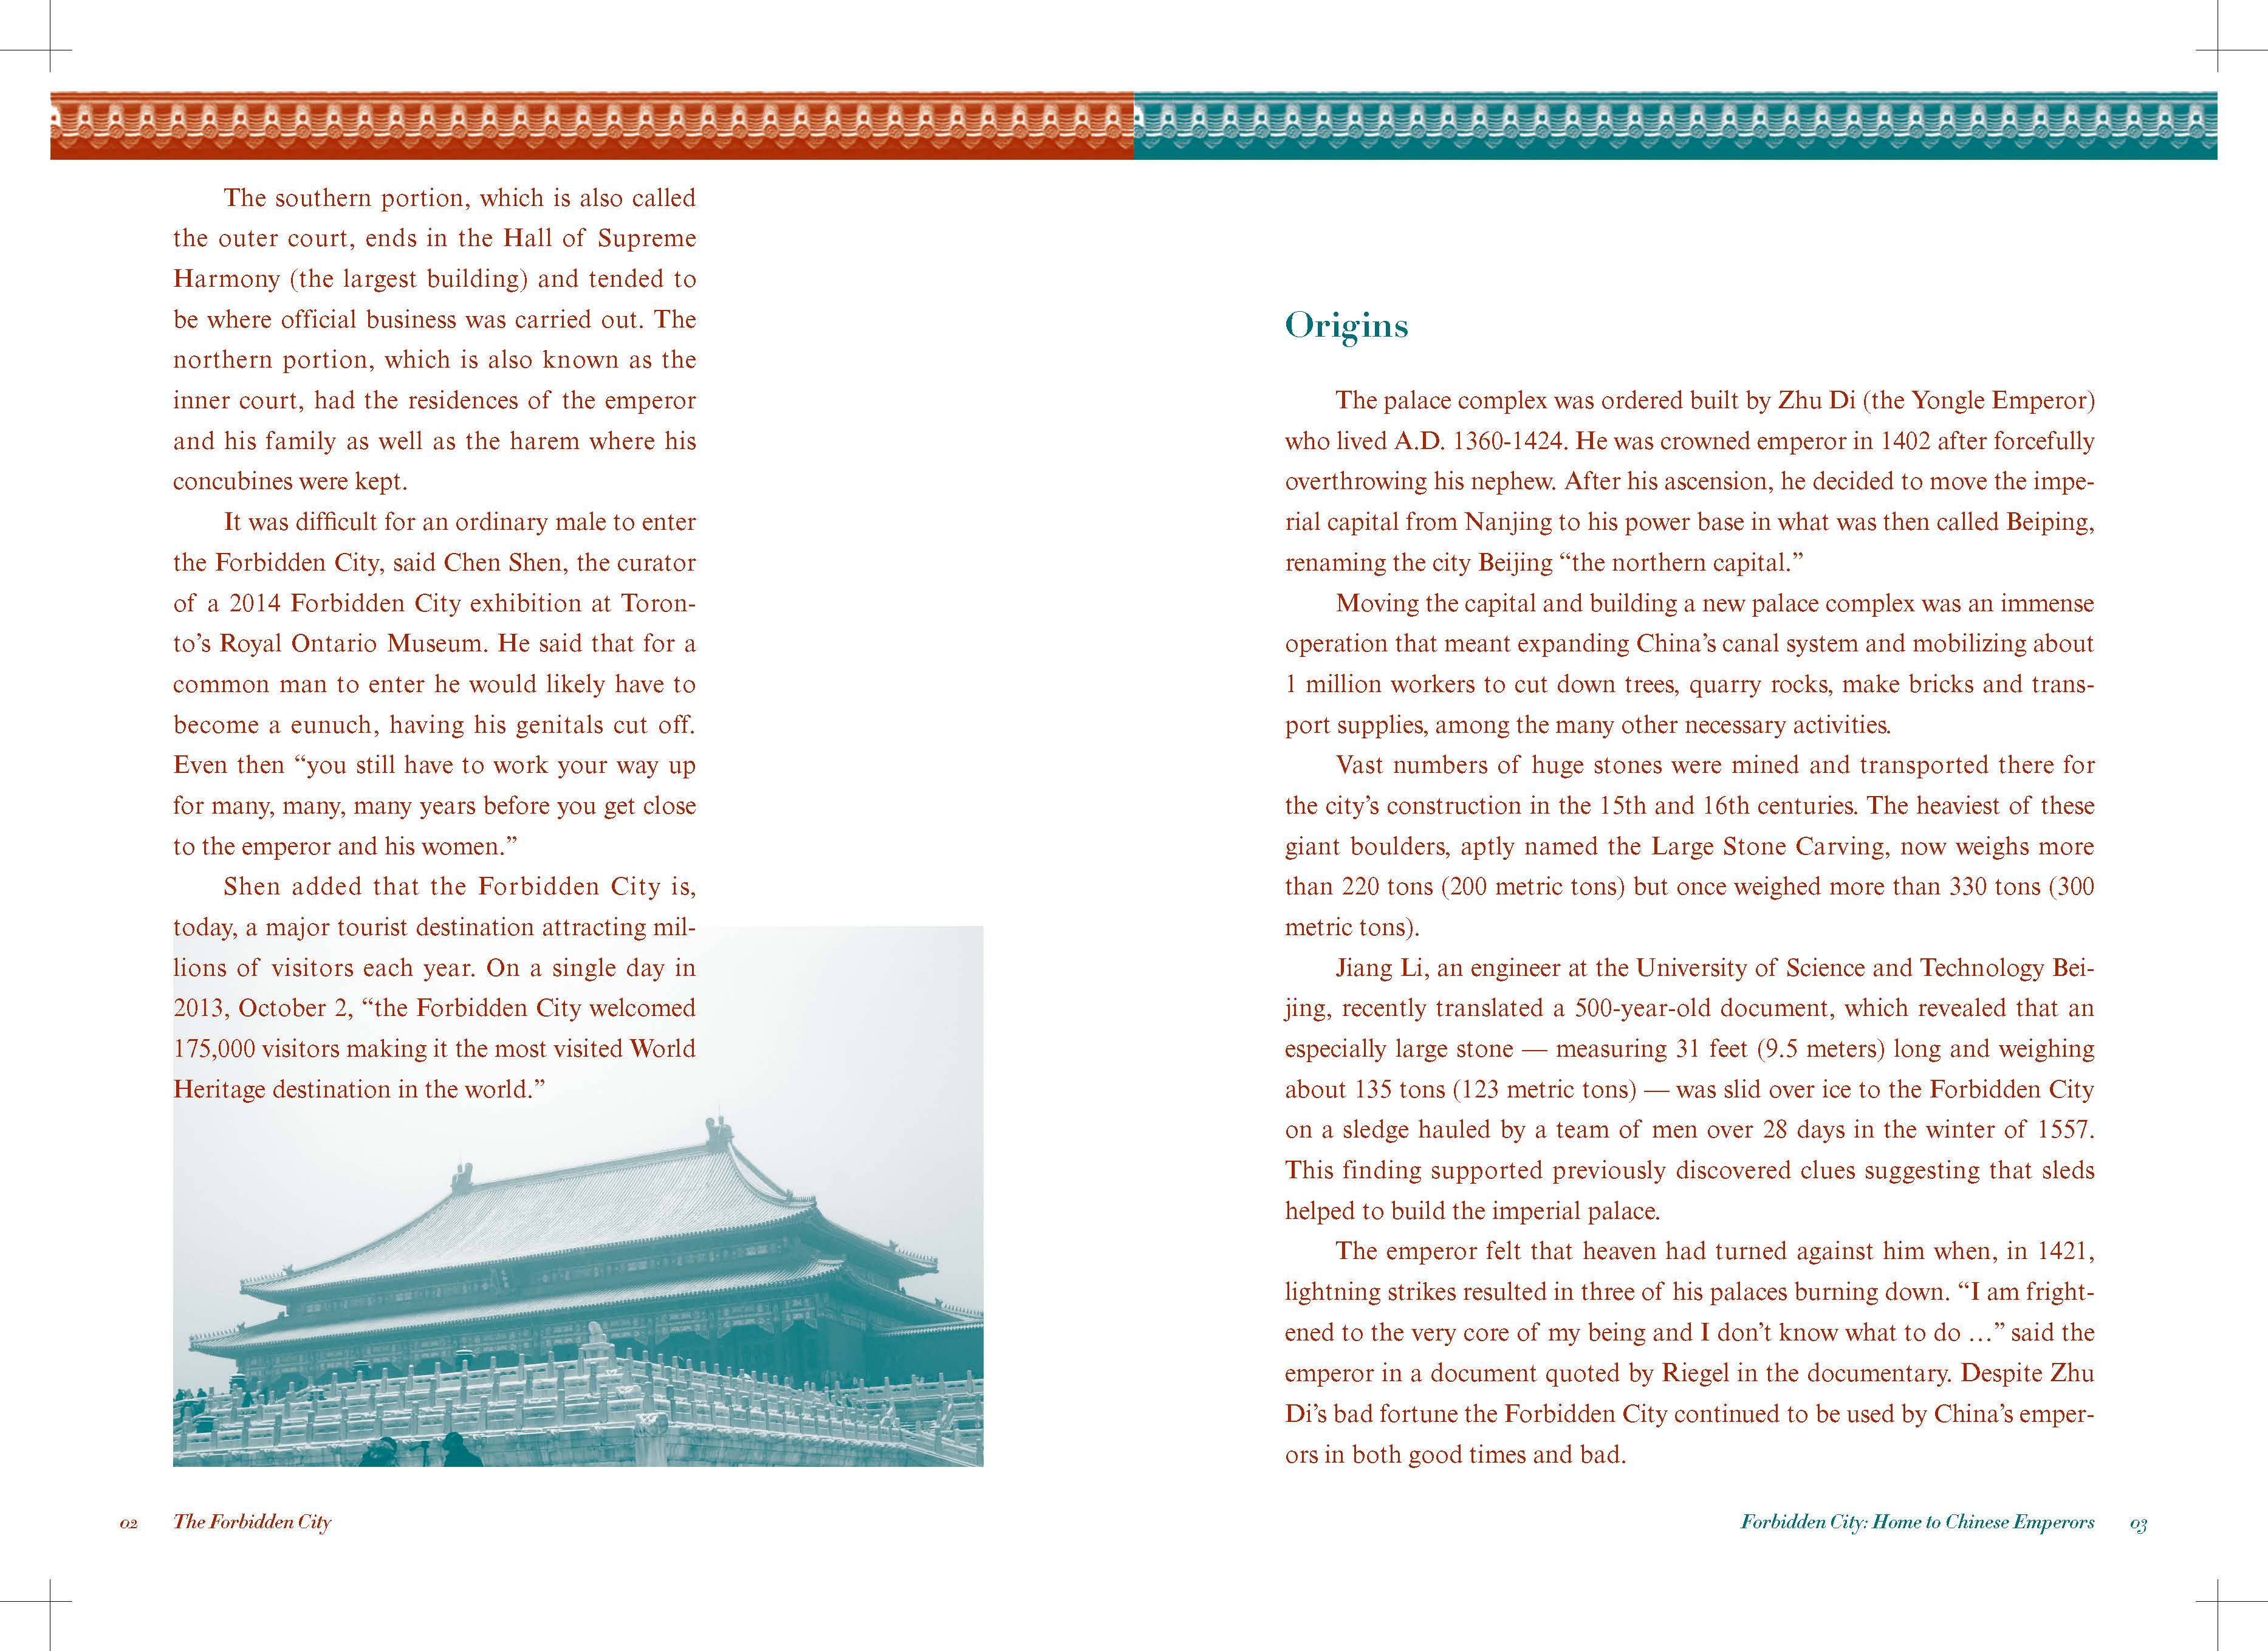 The southern portion, which is also called
the outer court, ends in the Hall of Supreme
Harmony (the largest building) and tended to
be where official business was carried out. The
northern portion, which is also known as the
inner court, had the residences of the emperor
and his family as well as the harem where his
concubines were kept.
It was difficult for an ordinary male to enter
the Forbidden City, said Chen Shen, the curator
of a 2014 Forbidden City exhibition at Toron-
to’s Royal Ontario Museum. He said that for a
common man to enter he would likely have to
become a eunuch, having his genitals cut off.
Even then “you still have to work your way up
for many, many, many years before you get close
to the emperor and his women.”
Shen added that the Forbidden City is,
today, a major tourist destination attracting mil-
lions of visitors each year. On a single day in
2013, October 2, “the Forbidden City welcomed
175,000 visitors making it the most visited World
Heritage destination in the world.”
02 The Forbidden City
Origins
The palace complex was ordered built by Zhu Di (the Yongle Emperor)
who lived A.D. 1360-1424. He was crowned emperor in 1402 after forcefully
overthrowing his nephew. After his ascension, he decided to move the impe-
rial capital from Nanjing to his power base in what was then called Beiping,
renaming the city Beijing “the northern capital.”
Moving the capital and building a new palace complex was an immense
operation that meant expanding China’s canal system and mobilizing about
1 million workers to cut down trees, quarry rocks, make bricks and trans-
port supplies, among the many other necessary activities.
Vast numbers of huge stones were mined and transported there for
the city’s construction in the 15th and 16th centuries. The heaviest of these
giant boulders, aptly named the Large Stone Carving, now weighs more
than 220 tons (200 metric tons) but once weighed more than 330 tons (300
metric tons).
Jiang Li, an engineer at the University of Science and Technology Bei-
jing, recently translated a 500-year-old document, which revealed that an
especially large stone — measuring 31 feet (9.5 meters) long and weighing
about 135 tons (123 metric tons) — was slid over ice to the Forbidden City
on a sledge hauled by a team of men over 28 days in the winter of 1557.
This finding supported previously discovered clues suggesting that sleds
helped to build the imperial palace.
The emperor felt that heaven had turned against him when, in 1421,
lightning strikes resulted in three of his palaces burning down. “I am fright-
ened to the very core of my being and I don’t know what to do …” said the
emperor in a document quoted by Riegel in the documentary. Despite Zhu
Di’s bad fortune the Forbidden City continued to be used by China’s emper-
ors in both good times and bad.
Forbidden City: Home to Chinese Emperors 03